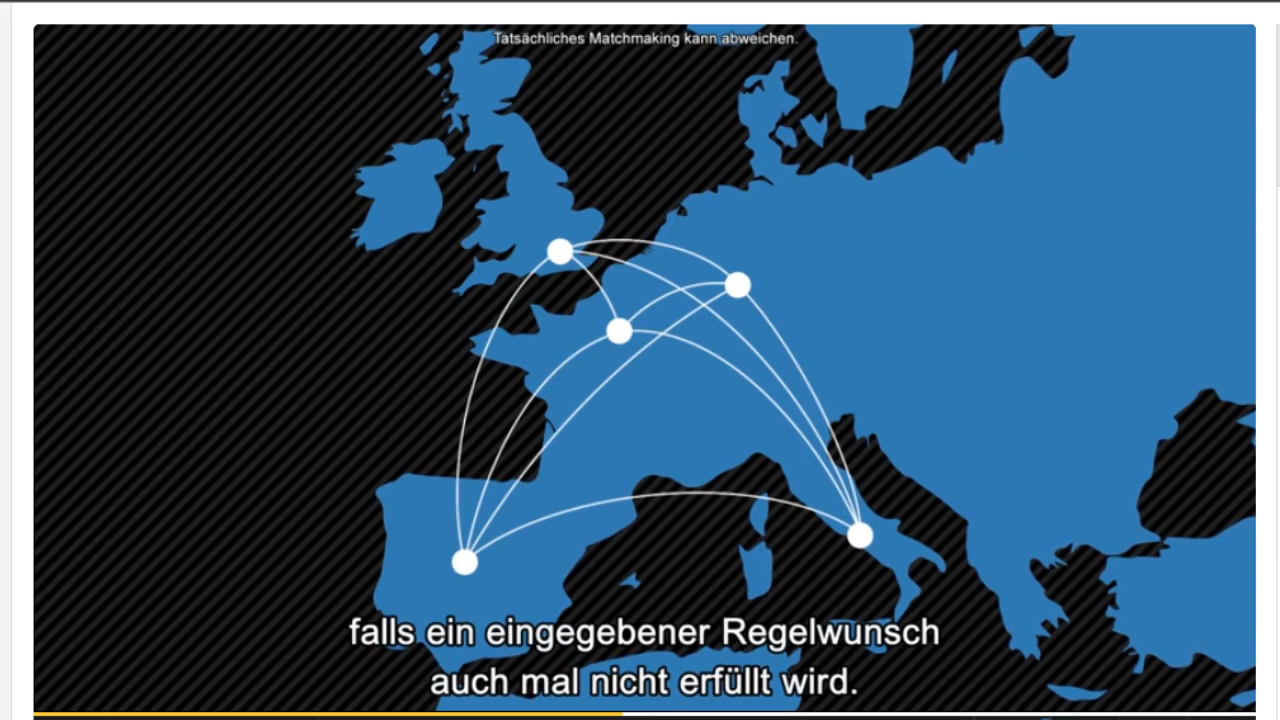 Tatsächliches Matchmaking kann abweichen.
falls ein eingegebener Regelwunsch
auch mal nicht erfüllt wird.